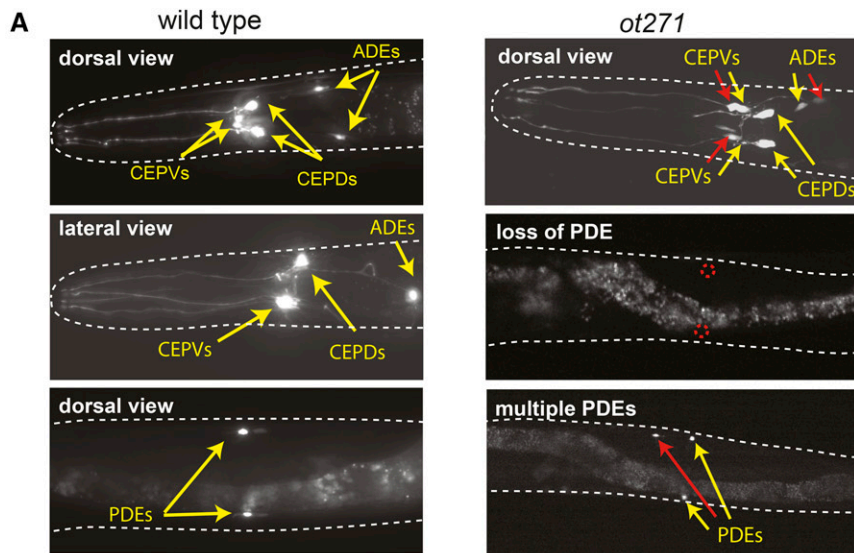 A
wild type
dorsal view
ADEs
CEPVs
CEPDs
lateral view
ADEs
CEPVs
CEPDs
dorsal view
PDEs
ot271
dorsal view
CEPVs
ADEs
CEPVs
CEPDs
loss of PDE
multiple PDEs
PDEs